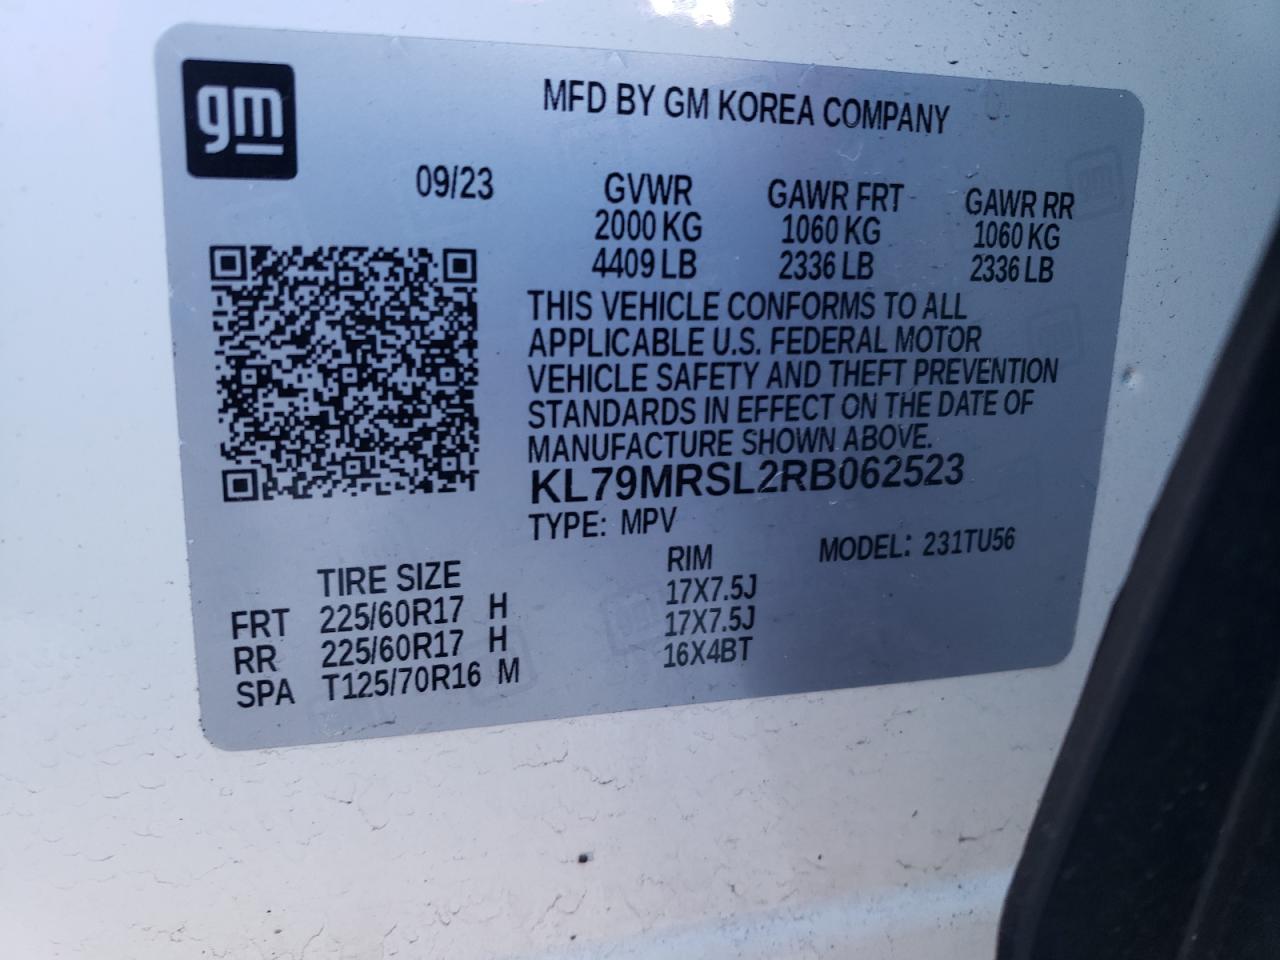 gm
MFD BY GM KOREA COMPANY
09/23 GVWR GAWR FRT GAWR RR
2000 KG 1060 KG 1060 KG
4409 LB 2336 LB 2336 LB
THIS VEHICLE CONFORMS TO ALL
APPLICABLE U.S. FEDERAL MOTOR
VEHICLE SAFETY AND THEFT PREVENTION
STANDARDS IN EFFECT ON THE DATE OF
MANUFACTURE SHOWN ABOVE.
KL79MRSL2RB062523
TYPE: MPV MODEL: 231TU56
TIRE SIZE RIM
FRT 225/60R17 H 17X7.5J
RR 225/60R17 H 17X7.5J
SPA T125/70R16 M 16X4BT